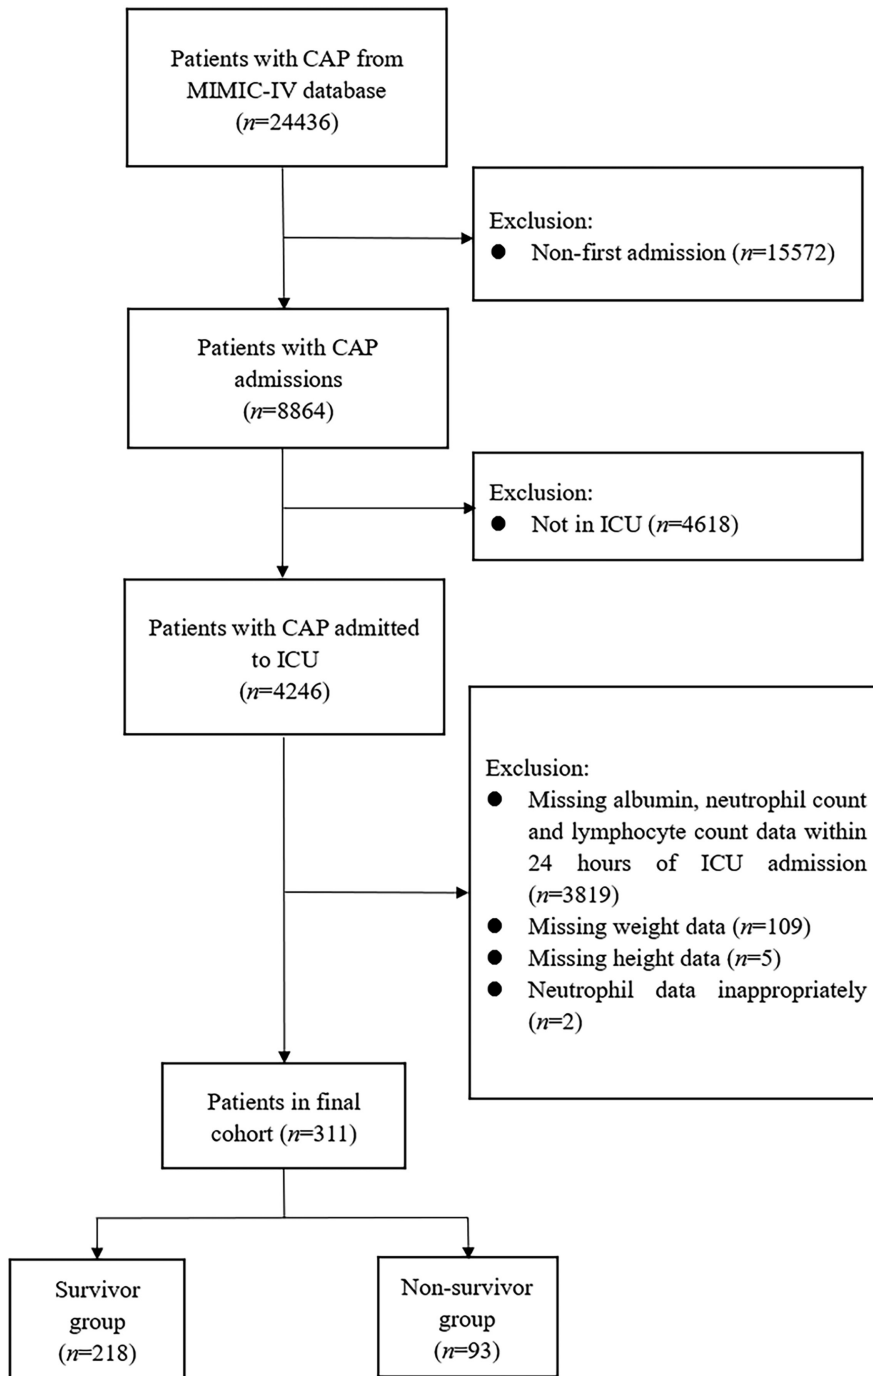 Patients with CAP from
MIMIC-IV database
(n=24436)
Exclusion:
● Non-first admission (n=15572)
Patients with CAP
admissions
(n=8864)
Exclusion:
● Not in ICU (n=4618)
Patients with CAP admitted
to ICU
(n=4246)
Exclusion:
● Missing albumin, neutrophil count
and lymphocyte count data within
24 hours of ICU admission
(n=3819)
● Missing weight data (n=109)
● Missing height data (n=5)
● Neutrophil data inappropriately
(n=2)
Patients in final
cohort (n=311)
Survivor
group
(n=218)
Non-survivor
group
(n=93)